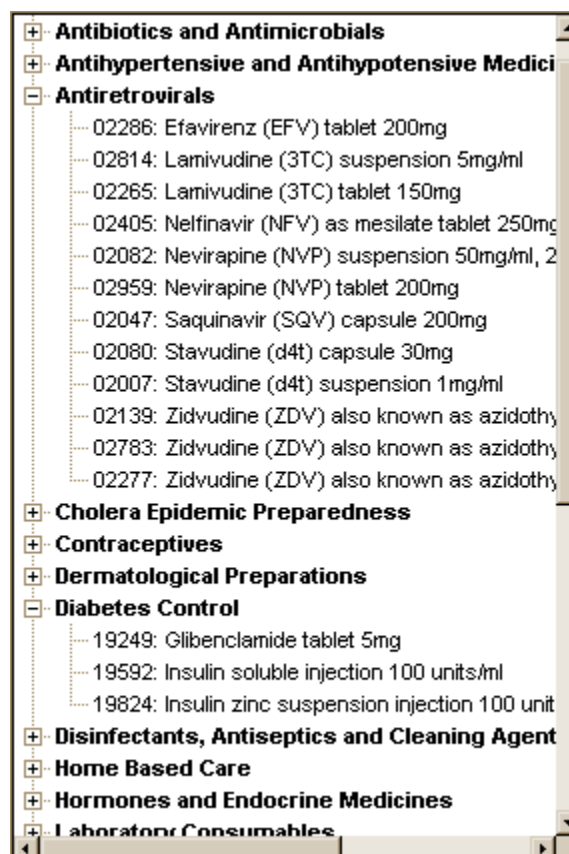 Antibiotics and Antimicrobials
Antihypertensive and Antihypotensive Medici
Antiretrovirals
02286: Efavirenz (EFV) tablet 200mg
02814: Lamivudine (3TC) suspension 5mg/ml
02265: Lamivudine (3TC) tablet 150mg
02405: Nelfinavir (NFV) as mesilate tablet 250mg
02082: Nevirapine (NVP) suspension 50mg/ml, 2
02959: Nevirapine (NVP) tablet 200mg
02047: Saquinavir (SQV) capsule 200mg
02080: Stavudine (d4t) capsule 30mg
02007: Stavudine (d4t) suspension 1mg/ml
02139: Zidvudine (ZDV) also known as azidothy
02783: Zidvudine (ZDV) also known as azidothy
02277: Zidvudine (ZDV) also known as azidothy
Cholera Epidemic Preparedness
Contraceptives
Dermatological Preparations
Diabetes Control
19249: Glibenclamide tablet 5mg
19592: Insulin soluble injection 100 units/ml
19824: Insulin zinc suspension injection 100 unit
Disinfectants, Antiseptics and Cleaning Agent
Home Based Care
Hormones and Endocrine Medicines
Laboratory Consumables